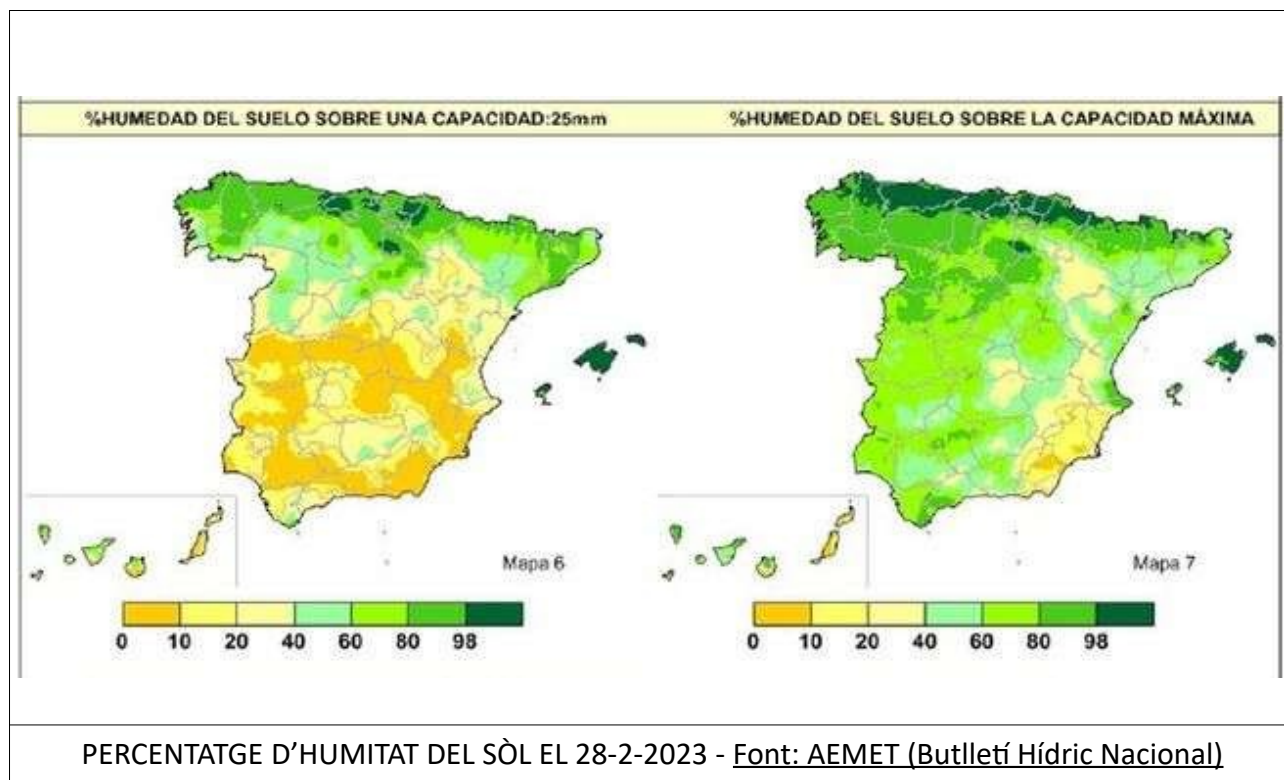 %HUMEDAD DEL SUELO SOBRE UNA CAPACIDAD:25mm
%HUMEDAD DEL SUELO SOBRE LA CAPACIDAD MÁXIMA
Mapa 6
Mapa 7
0 10 20 40 60 80 98
0 10 20 40 60 80 98
PERCENTATGE D’HUMITAT DEL SÒL EL 28-2-2023 - Font: AEMET (Butlletí Hídric Nacional)